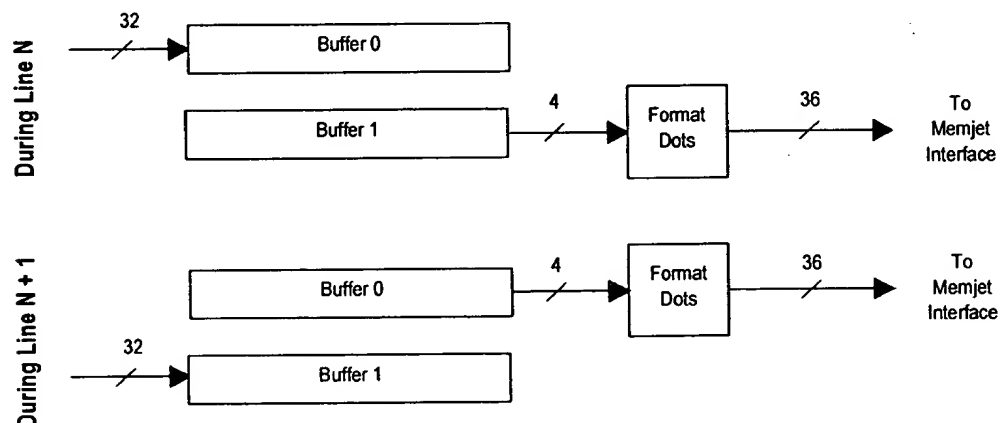 During Line N
32
Buffer 0
Buffer 1
4
Format
Dots
36
To
Memjet
Interface
During Line N + 1
Buffer 0
4
Format
Dots
36
To
Memjet
Interface
32
Buffer 1